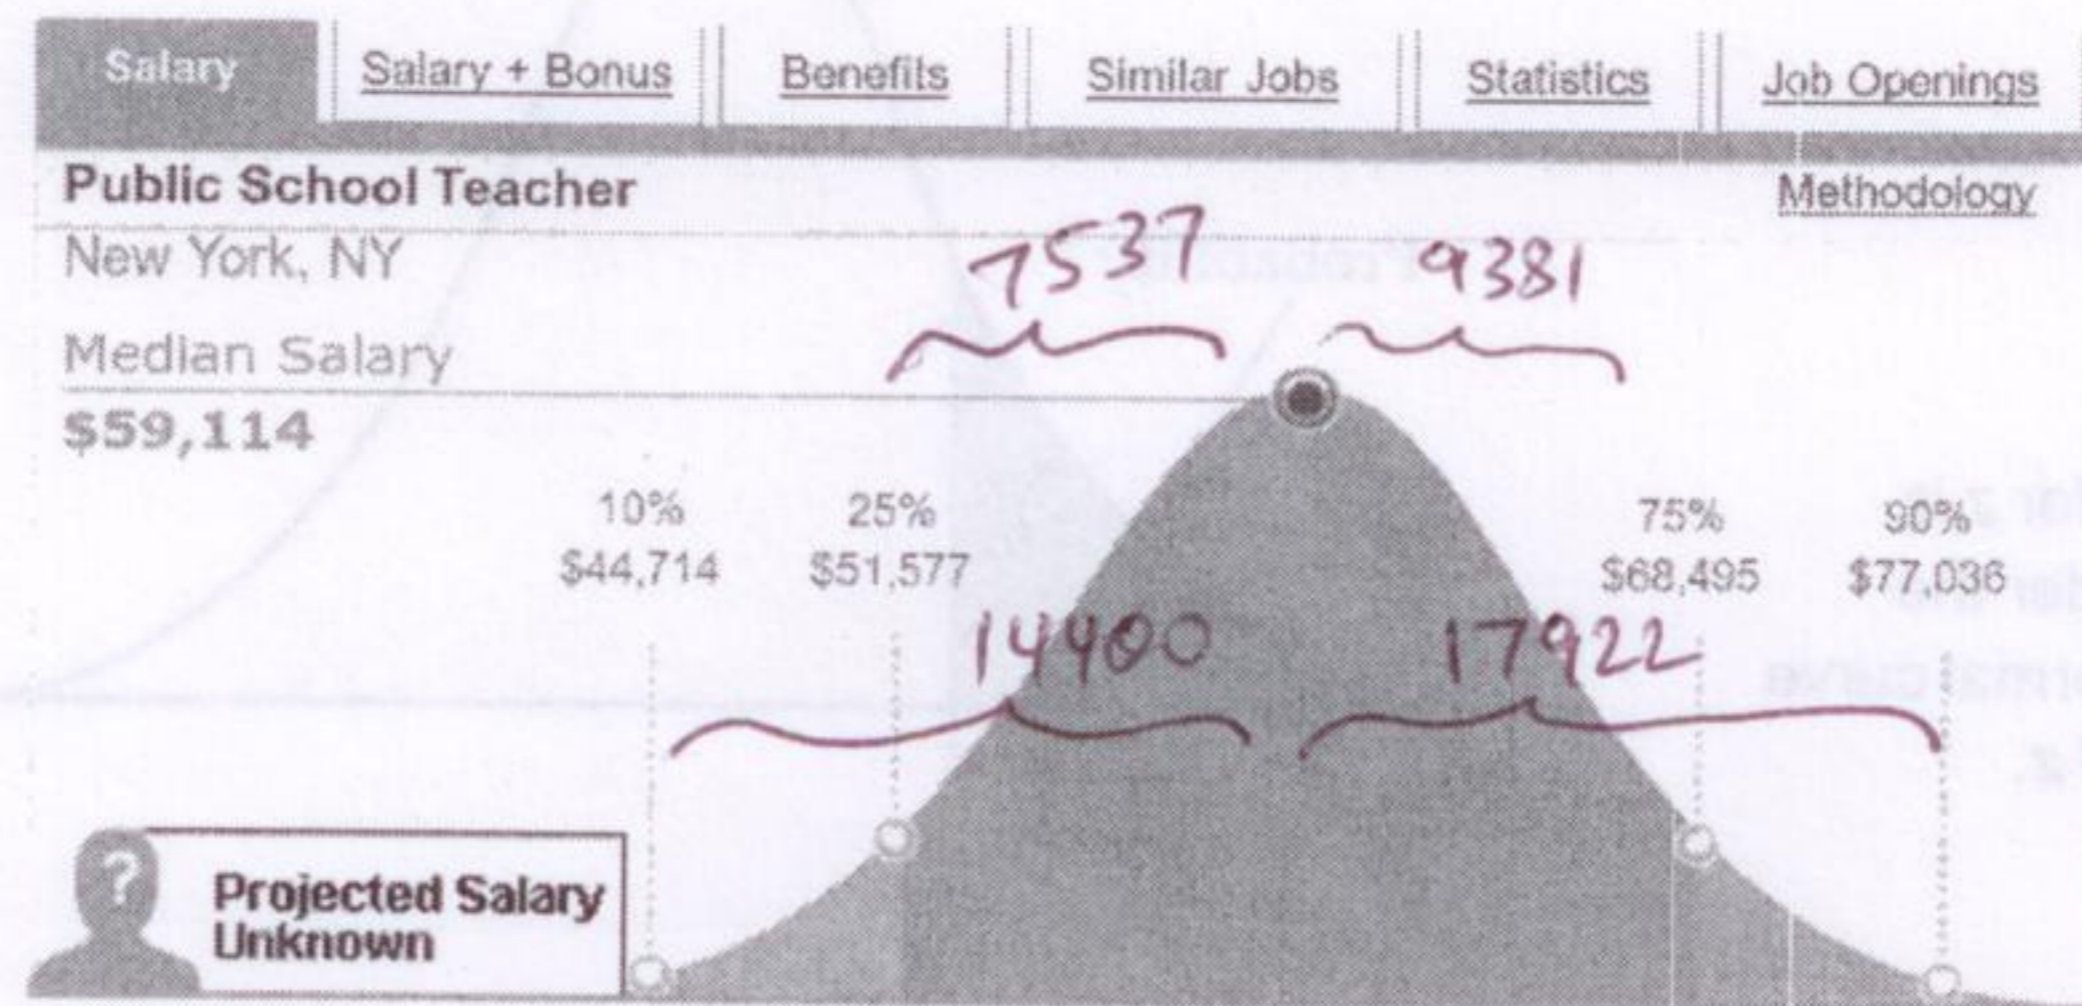 Salary Salary + Bonus Benefits Similar Jobs Statistics Job Openings
Public School Teacher
Methodology
New York, NY
7537 9381
Median Salary
$59,114
10% 25% 75% 90%
$44,714 $51,577 $68,495 $77,036
14400 17922
?
Projected Salary
Unknown